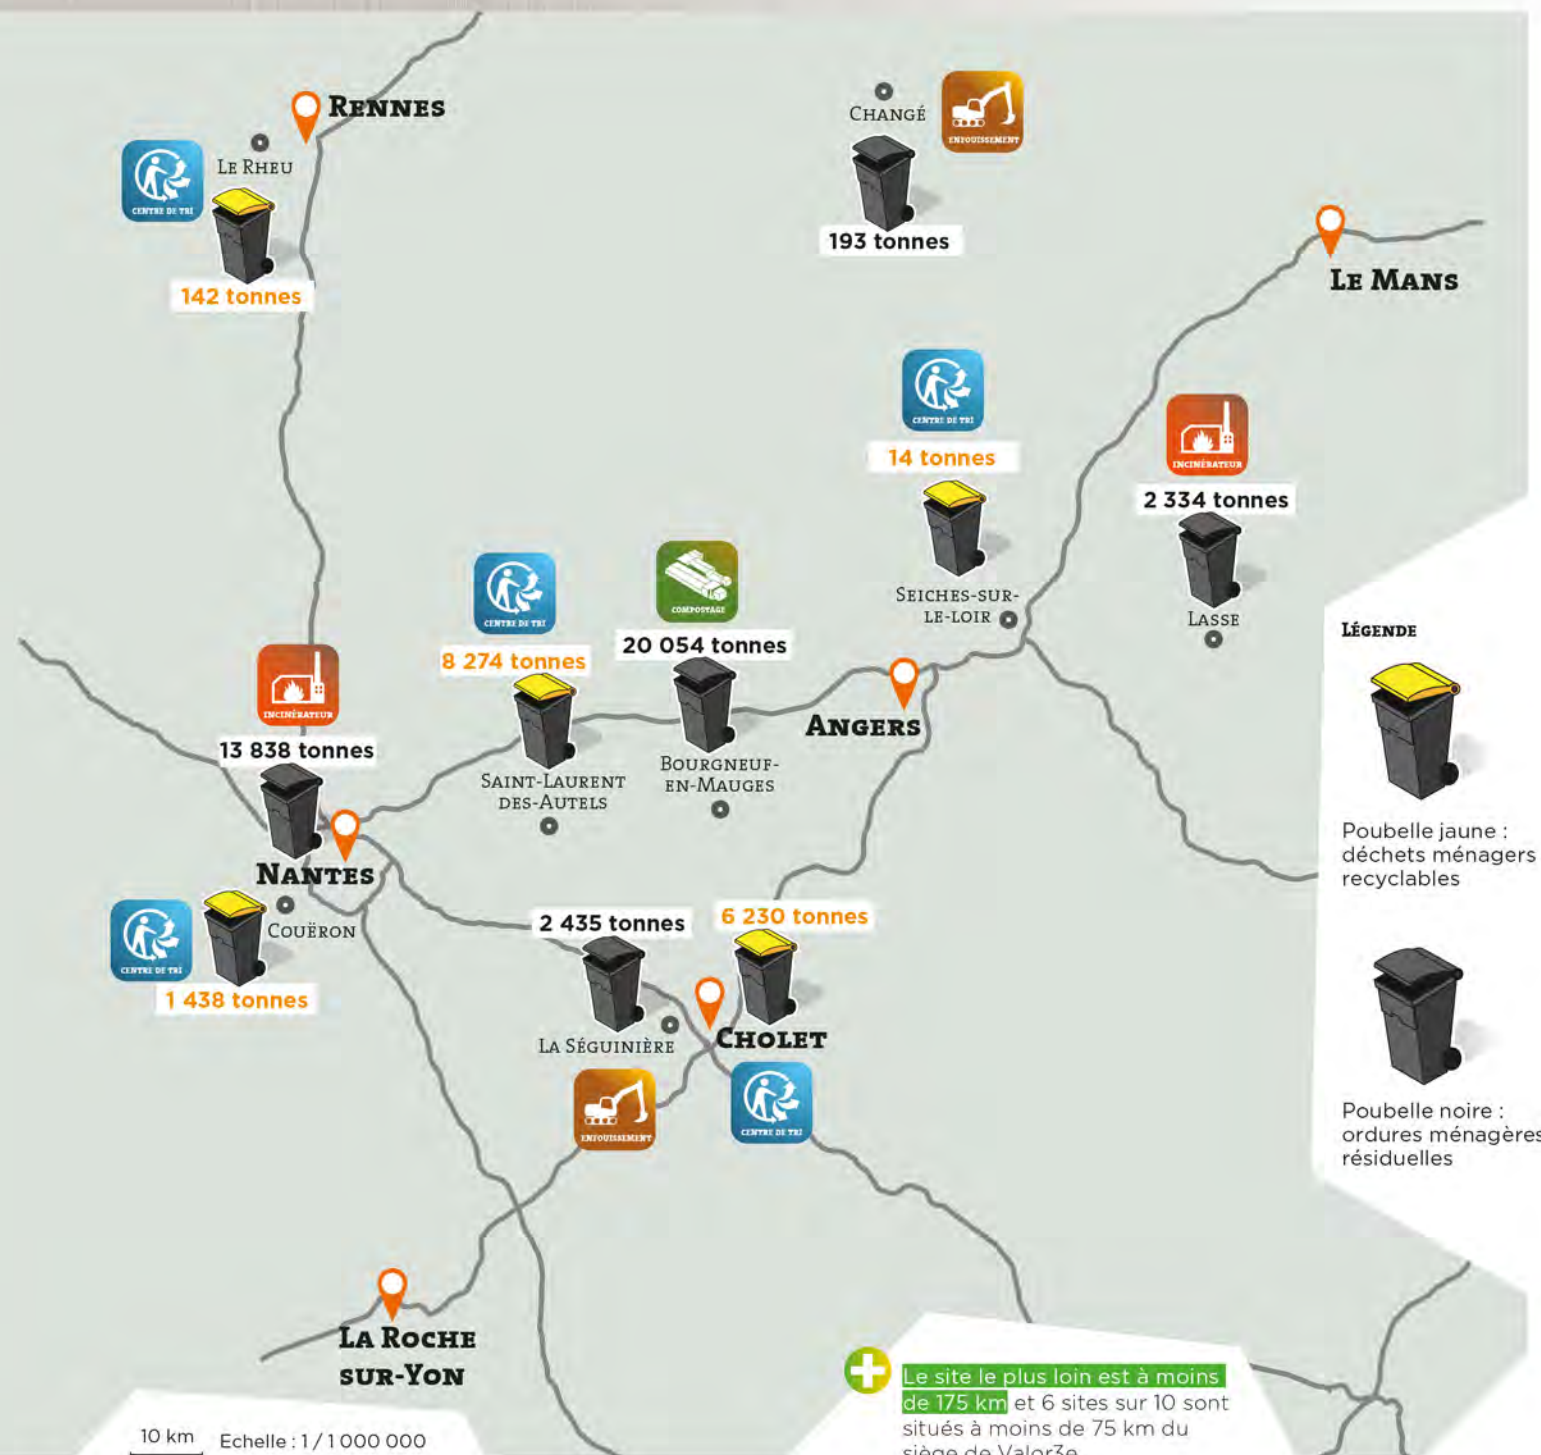 RENNES
LE RHEU
CENTRE DE TRI
142 tonnes
CHANGÉ
ENFOUISSEMENT
193 tonnes
LE MANS
CENTRE DE TRI
14 tonnes
SEICHES-SUR-
LE-LOIR
INCINÉRATEUR
2 334 tonnes
LASSE
CENTRE DE TRI
8 274 tonnes
SAINT-LAURENT
DES-AUTELS
COMPOSTAGE
20 054 tonnes
BOURGNEUF-
EN-MAUGES
ANGERS
INCINÉRATEUR
13 838 tonnes
NANTES
COUËRON
CENTRE DE TRI
1 438 tonnes
2 435 tonnes
LA SÉGUINIÈRE
ENFOUISSEMENT
6 230 tonnes
CHOLET
CENTRE DE TRI
LA ROCHE
SUR-YON
LÉGENDE
Poubelle jaune :
déchets ménagers
recyclables
Poubelle noire :
ordures ménagères
résiduelles
10 km
Echelle : 1 / 1 000 000
Le site le plus loin est à moins
de 175 km et 6 sites sur 10 sont
situés à moins de 75 km du
siège de Valor3e